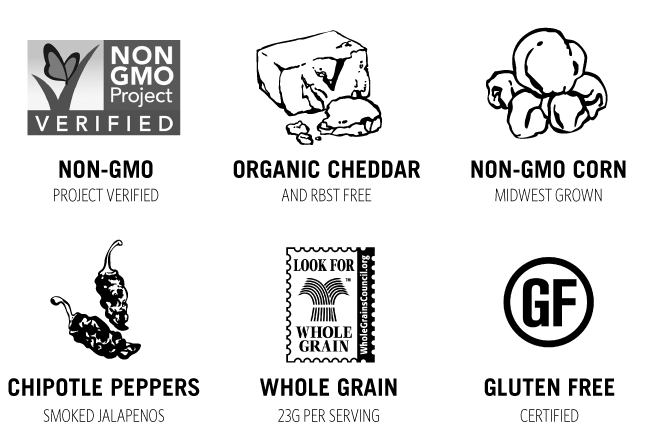 NON
GMO
Project
VERIFIED
NON-GMO
PROJECT VERIFIED
ORGANIC CHEDDAR
AND RBST FREE
NON-GMO CORN
MIDWEST GROWN
CHIPOTLE PEPPERS
SMOKED JALAPENOS
LOOK FOR
WHOLE
GRAIN
WholeGrainsCouncil.org
WHOLE GRAIN
23G PER SERVING
GF
GLUTEN FREE
CERTIFIED